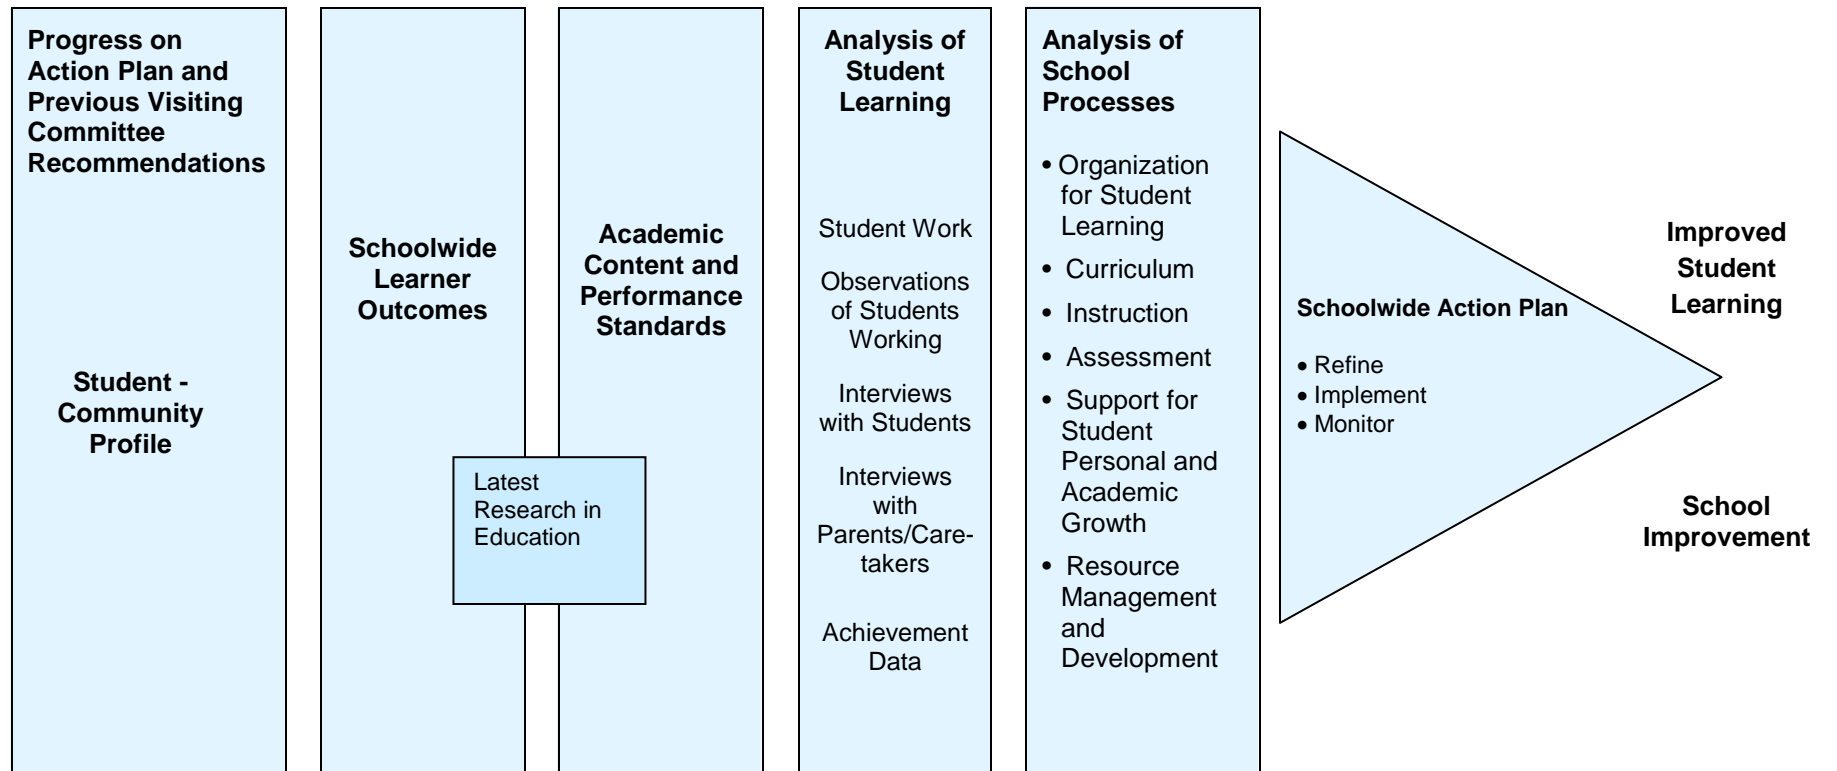 Progress on
Action Plan and
Previous Visiting
Committee
Recommendations
Student -
Community
Profile
Schoolwide
Learner
Outcomes
Academic
Content and
Performance
Standards
Latest
Research in
Education
Analysis of
Student
Learning
Student Work
Observations
of Students
Working
Interviews
with Students
Interviews
with
Parents/Care-
takers
Achievement
Data
Analysis of
School
Processes
• Organization
for Student
Learning
• Curriculum
• Instruction
• Assessment
• Support for
Student
Personal and
Academic
Growth
• Resource
Management
and
Development
Schoolwide Action Plan
• Refine
• Implement
• Monitor
Improved
Student
Learning
School
Improvement